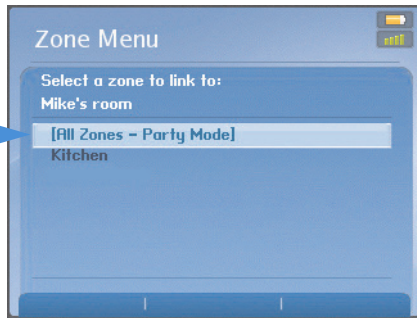 Zone Menu
Select a zone to link to:
Mike's room
[All Zones - Party Mode]
Kitchen